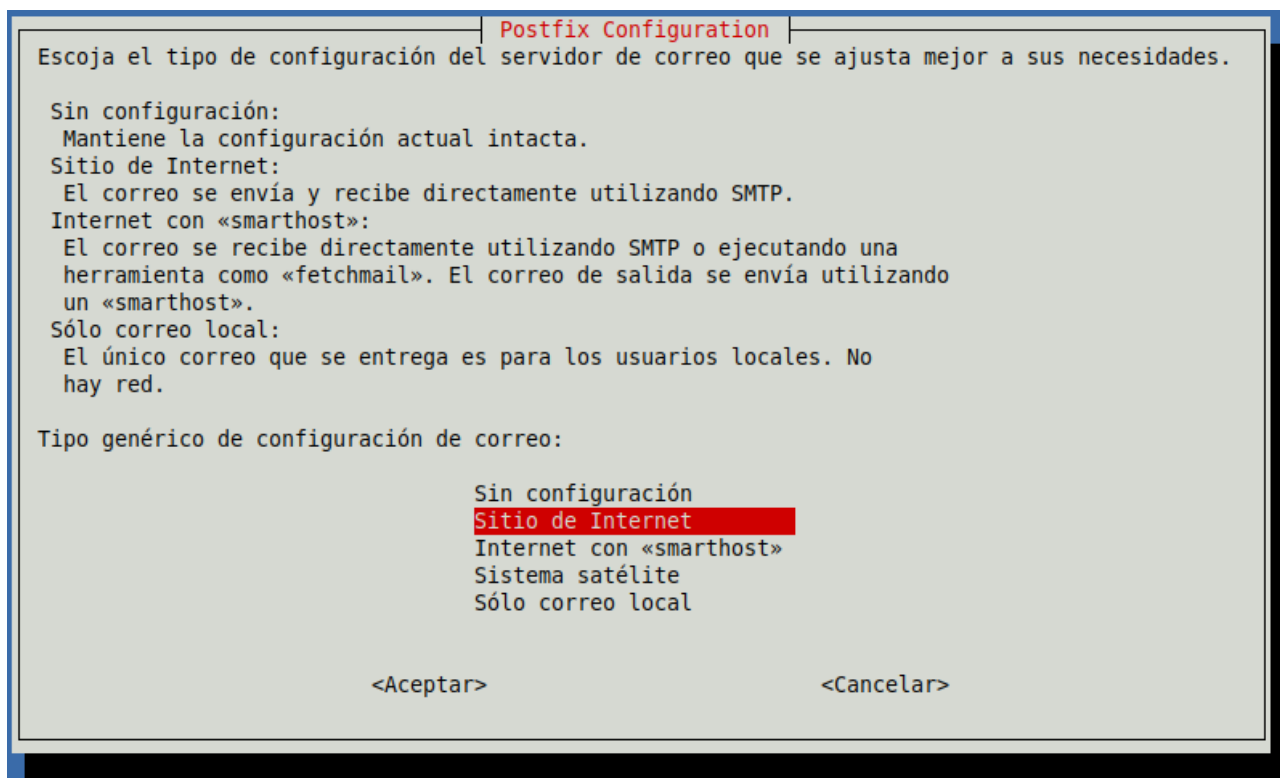 Postfix Configuration
Escoja el tipo de configuración del servidor de correo que se ajusta mejor a sus necesidades.
Sin configuración:
Mantiene la configuración actual intacta.
Sitio de Internet:
El correo se envía y recibe directamente utilizando SMTP.
Internet con «smarthost»:
El correo se recibe directamente utilizando SMTP o ejecutando una
herramienta como «fetchmail». El correo de salida se envía utilizando
un «smarthost».
Sólo correo local:
El único correo que se entrega es para los usuarios locales. No
hay red.
Tipo genérico de configuración de correo:
Sin configuración
Sitio de Internet
Internet con «smarthost»
Sistema satélite
Sólo correo local
<Aceptar> <Cancelar>